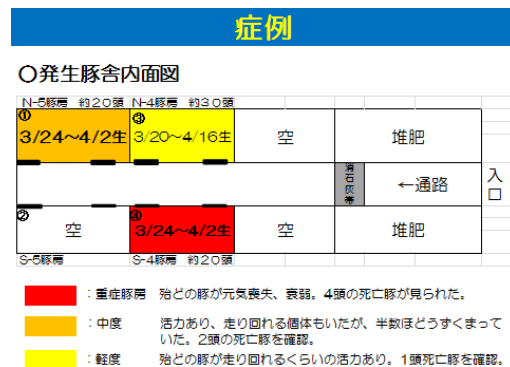 症例
〇発生豚舎内面図
N-5豚房 約20頭 N-4豚房 約30頭
① ③
3/24～4/2生 3/20～4/16生 空 堆肥
消石灰帯 ←通路 入口
② ④
空 3/24～4/2生 空 堆肥
S-5豚房 S-4豚房 約20頭
：重症豚房 殆どの豚が元気喪失、衰弱。4頭の死亡豚が見られた。
：中度 活力あり、走り回れる個体もいたが、半数ほどうずくまって
いた。2頭の死亡豚を確認。
：軽度 殆どの豚が走り回れるくらいの活力あり。1頭死亡豚を確認。